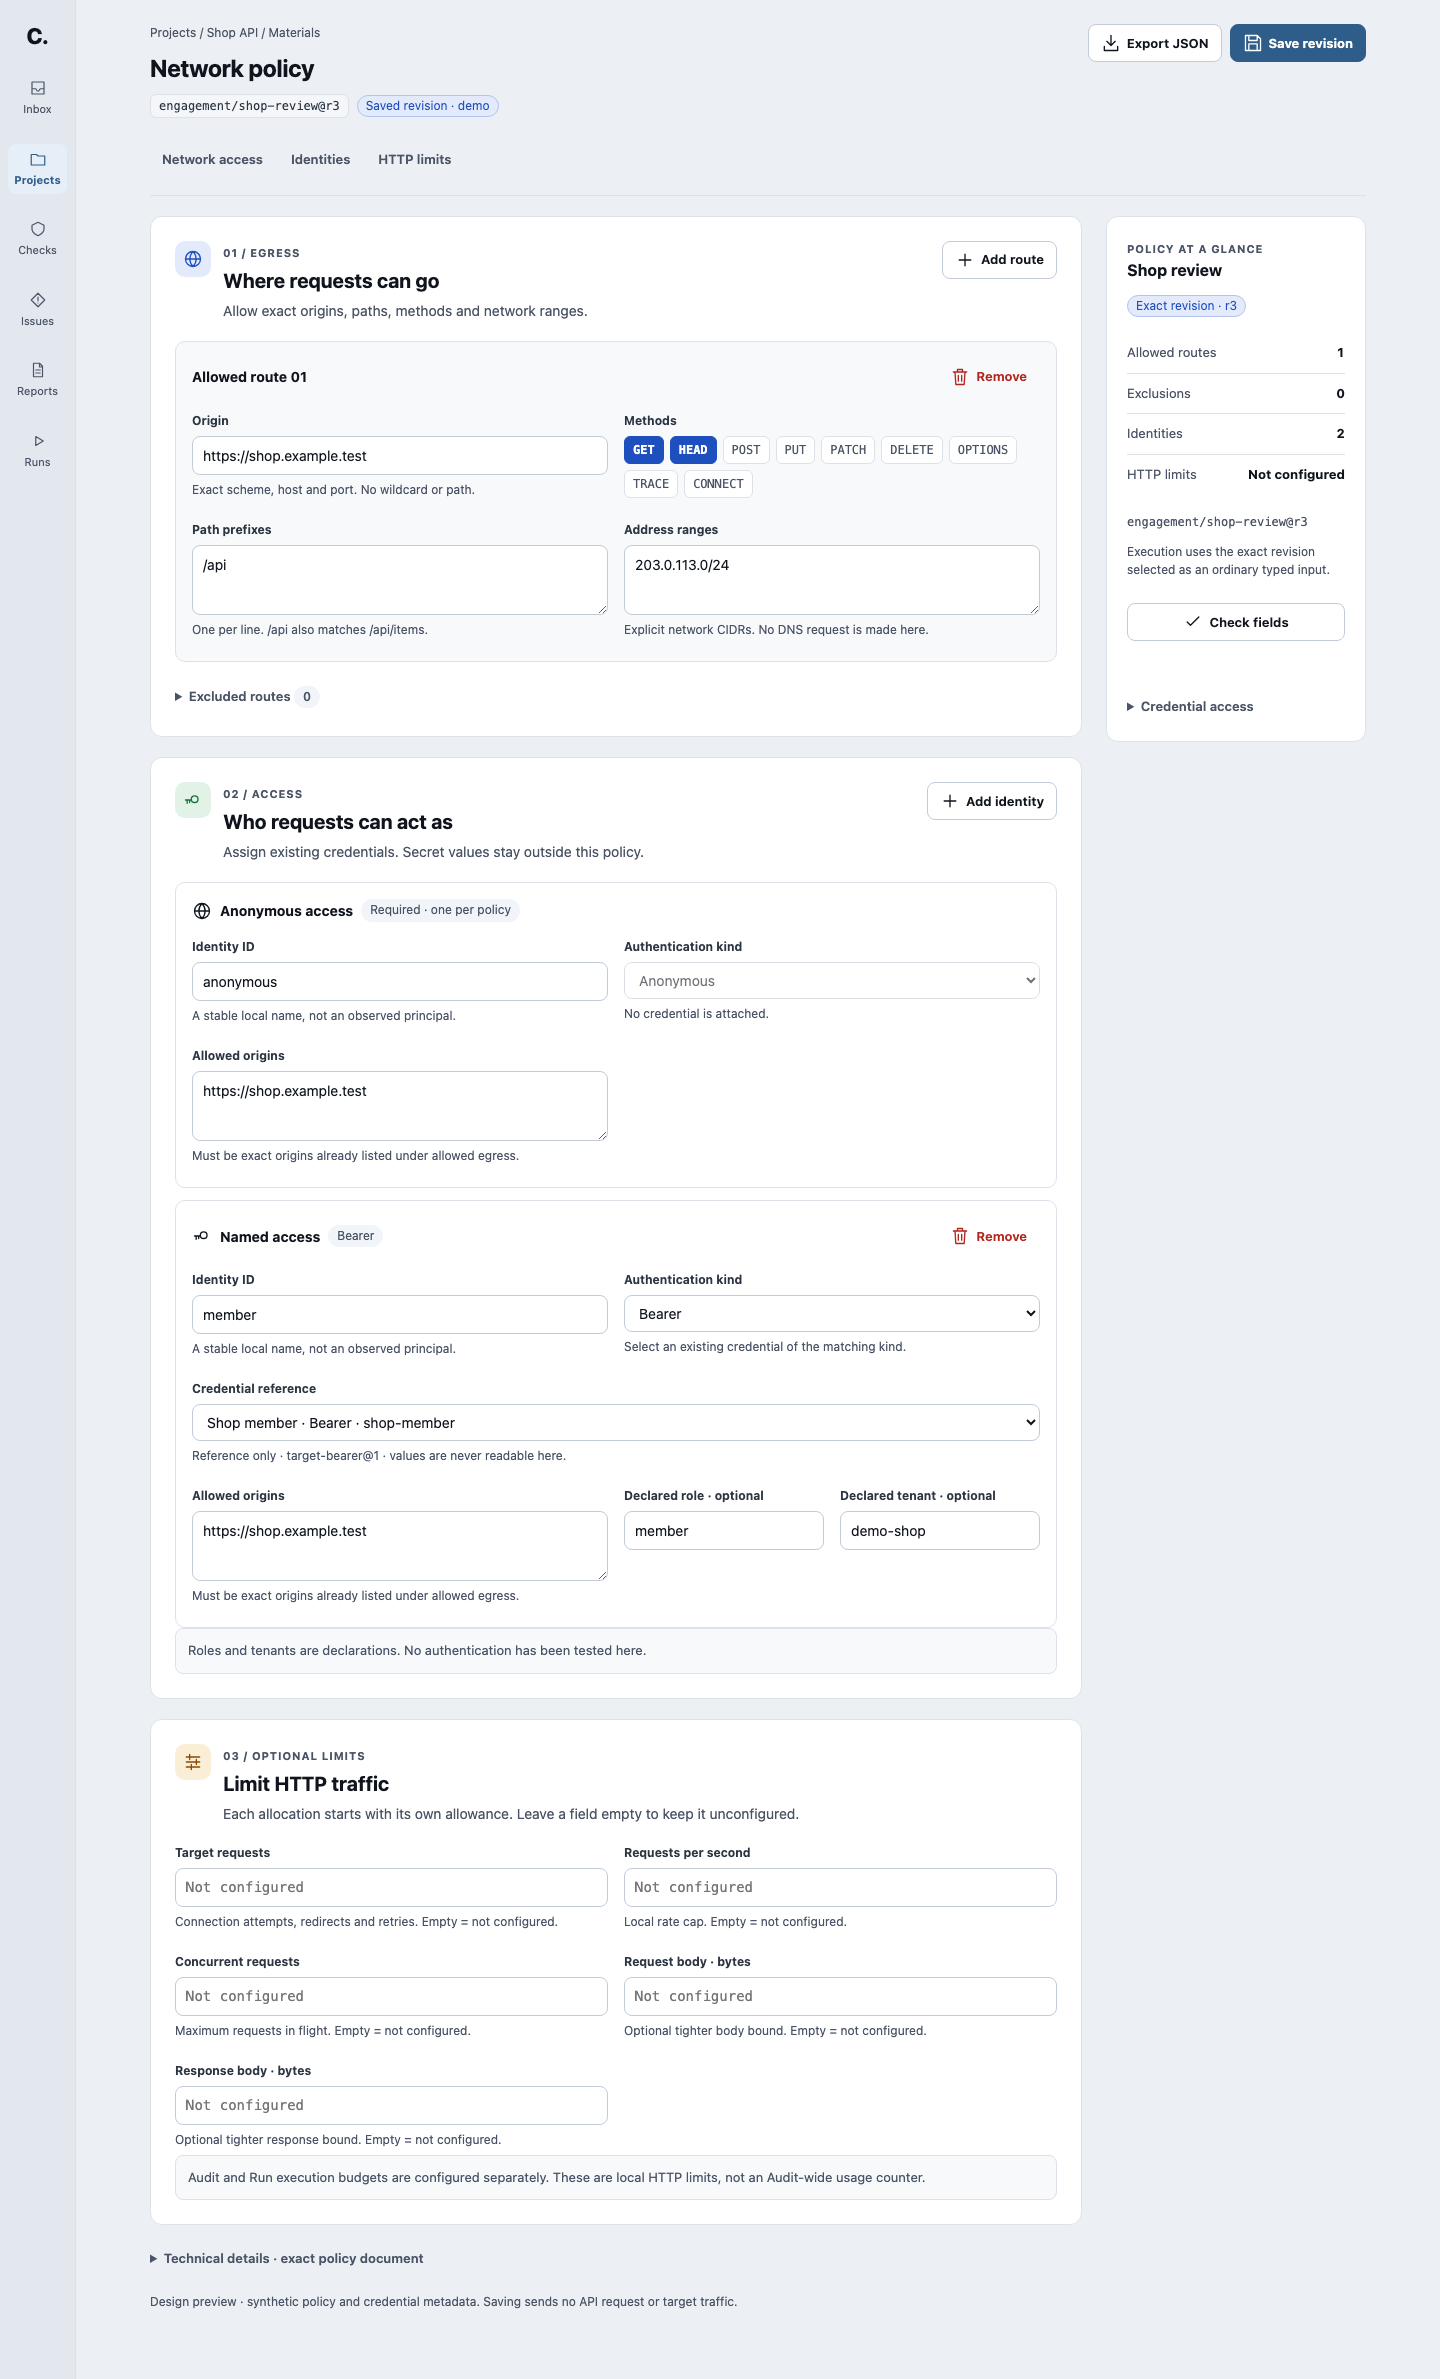 C.
Inbox
Projects
Checks
Issues
Reports
Runs
Projects / Shop API / Materials
Network policy
engagement/shop-review@r3
Saved revision · demo
Export JSON
Save revision
Network access
Identities
HTTP limits
01 / EGRESS
Where requests can go
Allow exact origins, paths, methods and network ranges.
Add route
Allowed route 01
Remove
Origin
https://shop.example.test
Exact scheme, host and port. No wildcard or path.
Methods
GET HEAD POST PUT PATCH DELETE OPTIONS
TRACE CONNECT
Path prefixes
/api
One per line. /api also matches /api/items.
Address ranges
203.0.113.0/24
Explicit network CIDRs. No DNS request is made here.
Excluded routes 0
POLICY AT A GLANCE
Shop review
Exact revision · r3
Allowed routes 1
Exclusions 0
Identities 2
HTTP limits Not configured
engagement/shop-review@r3
Execution uses the exact revision
selected as an ordinary typed input.
Check fields
Credential access
02 / ACCESS
Who requests can act as
Assign existing credentials. Secret values stay outside this policy.
Add identity
Anonymous access Required · one per policy
Identity ID
anonymous
A stable local name, not an observed principal.
Authentication kind
Anonymous
No credential is attached.
Allowed origins
https://shop.example.test
Must be exact origins already listed under allowed egress.
Named access Bearer
Remove
Identity ID
member
A stable local name, not an observed principal.
Authentication kind
Bearer
Select an existing credential of the matching kind.
Credential reference
Shop member · Bearer · shop-member
Reference only · target-bearer@1 · values are never readable here.
Allowed origins
https://shop.example.test
Must be exact origins already listed under allowed egress.
Declared role · optional
member
Declared tenant · optional
demo-shop
Roles and tenants are declarations. No authentication has been tested here.
03 / OPTIONAL LIMITS
Limit HTTP traffic
Each allocation starts with its own allowance. Leave a field empty to keep it unconfigured.
Target requests
Not configured
Connection attempts, redirects and retries. Empty = not configured.
Requests per second
Not configured
Local rate cap. Empty = not configured.
Concurrent requests
Not configured
Maximum requests in flight. Empty = not configured.
Request body · bytes
Not configured
Optional tighter body bound. Empty = not configured.
Response body · bytes
Not configured
Optional tighter response bound. Empty = not configured.
Audit and Run execution budgets are configured separately. These are local HTTP limits, not an Audit-wide usage counter.
Technical details · exact policy document
Design preview · synthetic policy and credential metadata. Saving sends no API request or target traffic.